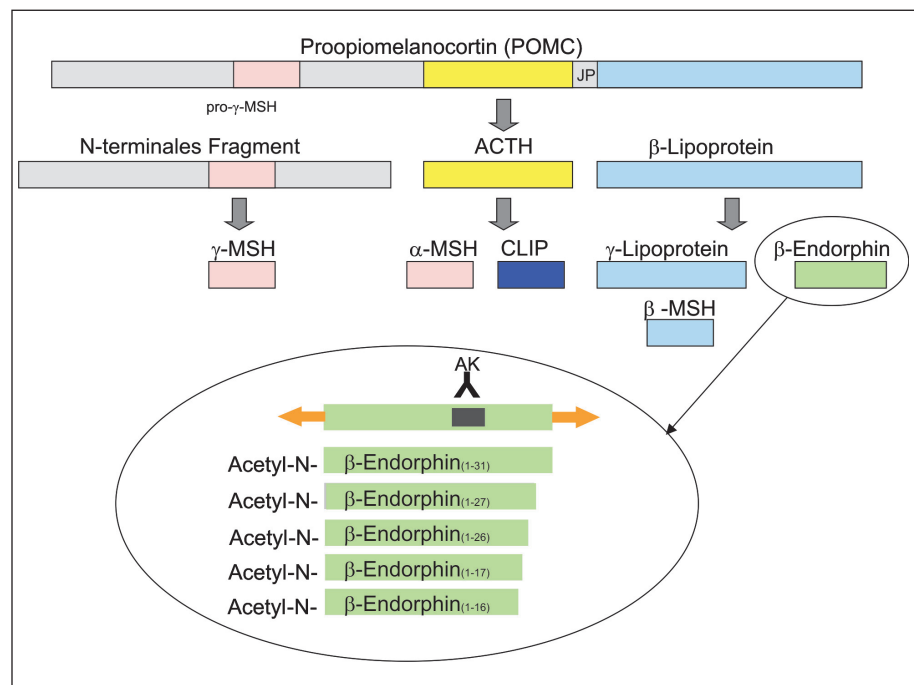 Proopiomelanocortin (POMC)
JP
pro-γ-MSH
N-terminales Fragment
ACTH
β-Lipoprotein
γ-MSH
α-MSH
CLIP
γ-Lipoprotein
β-Endorphin
β -MSH
AK
Acetyl-N- β-Endorphin(1-31)
Acetyl-N- β-Endorphin(1-27)
Acetyl-N- β-Endorphin(1-26)
Acetyl-N- β-Endorphin(1-17)
Acetyl-N- β-Endorphin(1-16)